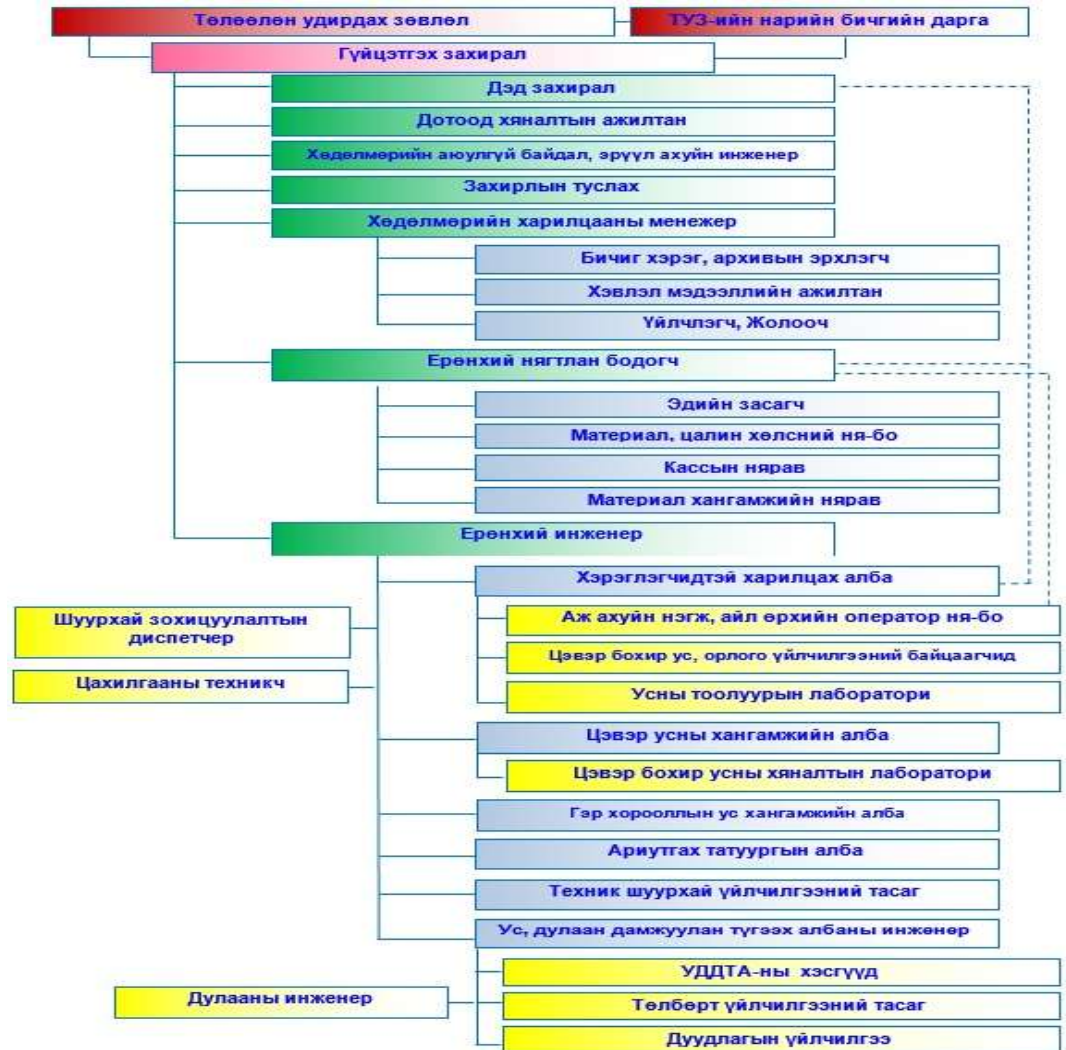 Төлөөлөн удирдах зөвлөл
ТУЗ-ийн нарийн бичгийн дарга
Гүйцэтгэх захирал
Дэд захирал
Дотоод хяналтын ажилтан
Хөдөлмөрийн аюулгүй байдал, эрүүл ахуйн инженер
Захирлын туслах
Хөдөлмөрийн харилцааны менежер
Бичиг хэрэг, архивын эрхлэгч
Хэвлэл мэдээллийн ажилтан
Үйлчлэгч, Жолооч
Ерөнхий нягтлан бодогч
Эдийн засагч
Материал, цалин хөлсний ня-бо
Кассын нярав
Материал хангамжийн нярав
Ерөнхий инженер
Хэрэглэгчидтэй харилцах алба
Шуурхай зохицуулалтын
диспетчер
Аж ахуйн нэгж, айл өрхийн оператор ня-бо
Цэвэр бохир ус, орлого үйлчилгээний байцаагчид
Цахилгааны техникч
Усны тоолуурын лаборатори
Цэвэр усны хангамжийн алба
Цэвэр бохир усны хяналтын лаборатори
Гэр хорооллын ус хангамжийн алба
Ариутгах татуургын алба
Техник шуурхай үйлчилгээний тасаг
Ус, дулаан дамжуулан түгээх албаны инженер
УДДТА-ны хэсгүүд
Дулааны инженер
Төлбөрт үйлчилгээний тасаг
Дуудлагын үйлчилгээ